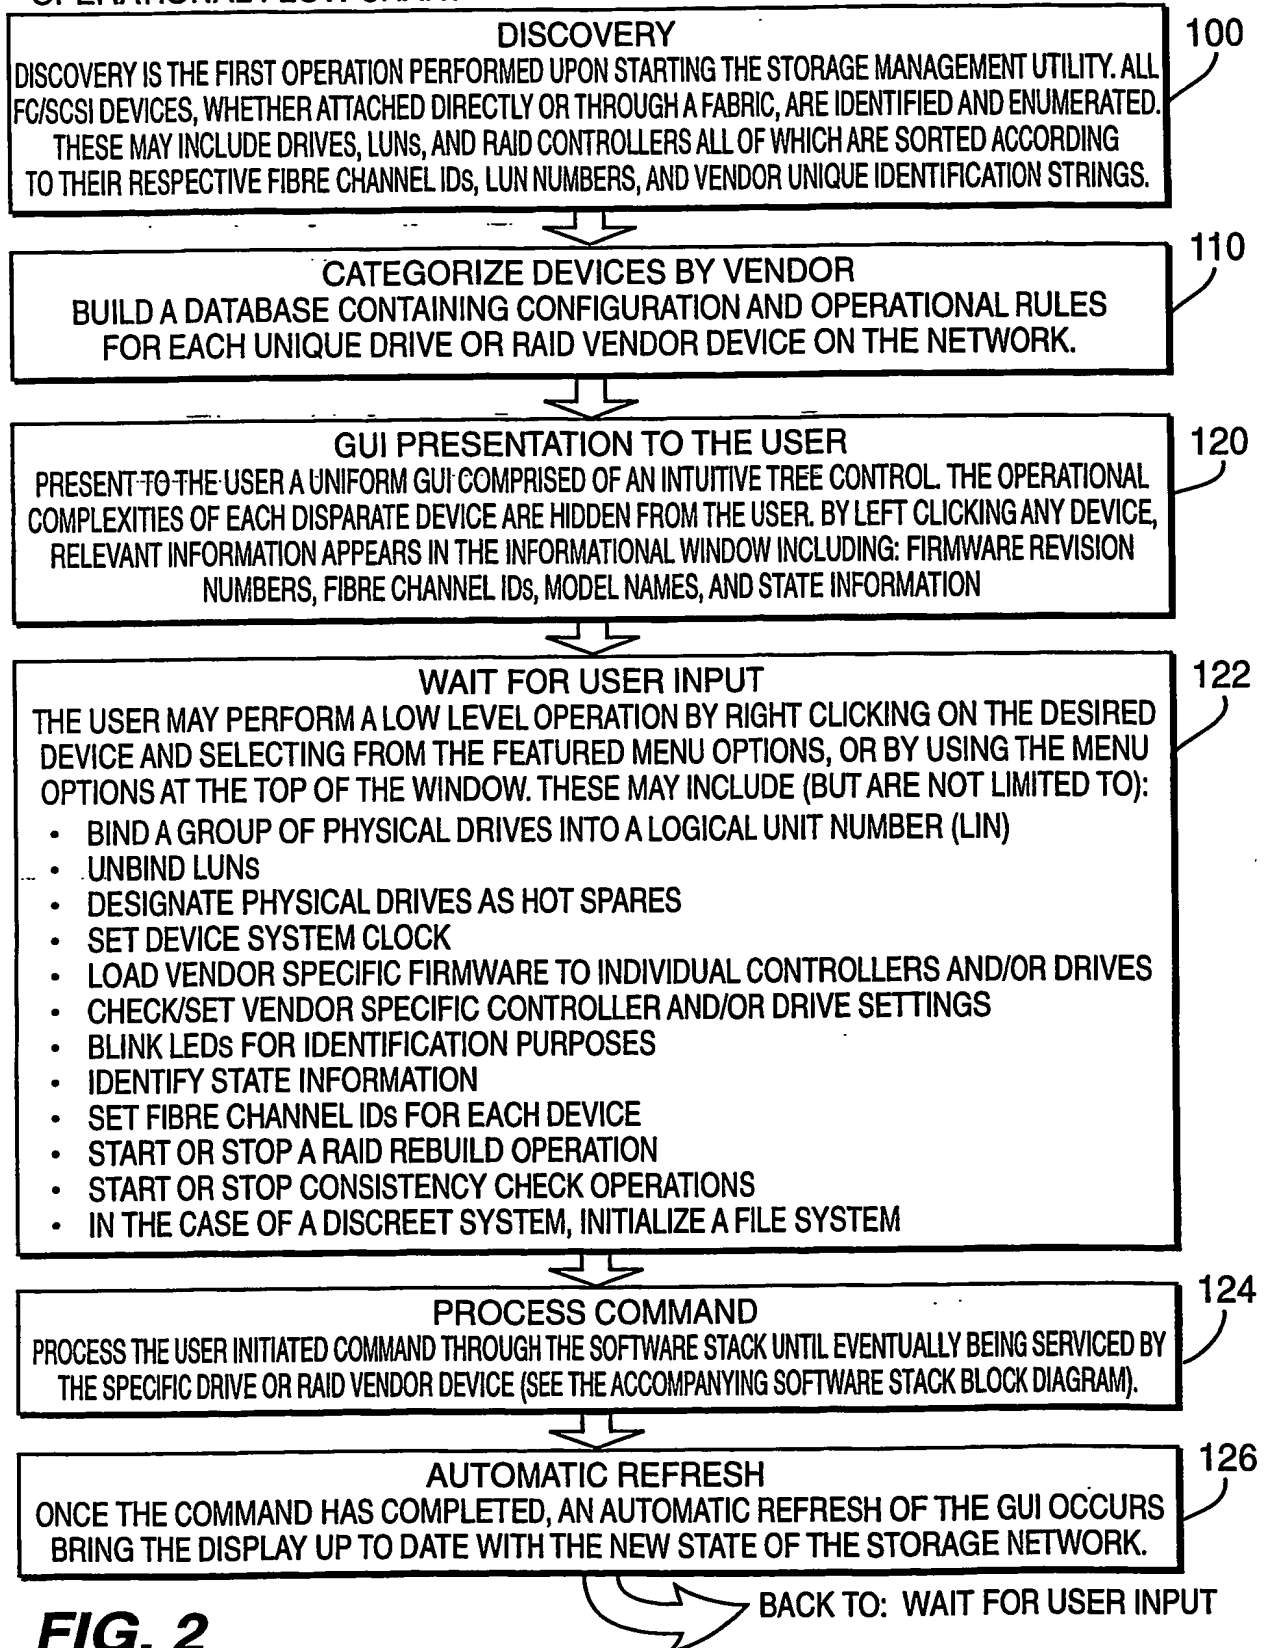 OPERATIONAL FLOW CHART
DISCOVERY
DISCOVERY IS THE FIRST OPERATION PERFORMED UPON STARTING THE STORAGE MANAGEMENT UTILITY. ALL
FC/SCSI DEVICES, WHETHER ATTACHED DIRECTLY OR THROUGH A FABRIC, ARE IDENTIFIED AND ENUMERATED.
THESE MAY INCLUDE DRIVES, LUNs, AND RAID CONTROLLERS ALL OF WHICH ARE SORTED ACCORDING
TO THEIR RESPECTIVE FIBRE CHANNEL IDs, LUN NUMBERS, AND VENDOR UNIQUE IDENTIFICATION STRINGS.
100
CATEGORIZE DEVICES BY VENDOR
BUILD A DATABASE CONTAINING CONFIGURATION AND OPERATIONAL RULES
FOR EACH UNIQUE DRIVE OR RAID VENDOR DEVICE ON THE NETWORK.
110
GUI PRESENTATION TO THE USER
PRESENT TO THE USER A UNIFORM GUI COMPRISED OF AN INTUITIVE TREE CONTROL. THE OPERATIONAL
COMPLEXITIES OF EACH DISPARATE DEVICE ARE HIDDEN FROM THE USER. BY LEFT CLICKING ANY DEVICE,
RELEVANT INFORMATION APPEARS IN THE INFORMATIONAL WINDOW INCLUDING: FIRMWARE REVISION
NUMBERS, FIBRE CHANNEL IDs, MODEL NAMES, AND STATE INFORMATION
120
WAIT FOR USER INPUT
THE USER MAY PERFORM A LOW LEVEL OPERATION BY RIGHT CLICKING ON THE DESIRED
DEVICE AND SELECTING FROM THE FEATURED MENU OPTIONS, OR BY USING THE MENU
OPTIONS AT THE TOP OF THE WINDOW. THESE MAY INCLUDE (BUT ARE NOT LIMITED TO):
• BIND A GROUP OF PHYSICAL DRIVES INTO A LOGICAL UNIT NUMBER (LIN)
• UNBIND LUNs
• DESIGNATE PHYSICAL DRIVES AS HOT SPARES
• SET DEVICE SYSTEM CLOCK
• LOAD VENDOR SPECIFIC FIRMWARE TO INDIVIDUAL CONTROLLERS AND/OR DRIVES
• CHECK/SET VENDOR SPECIFIC CONTROLLER AND/OR DRIVE SETTINGS
• BLINK LEDs FOR IDENTIFICATION PURPOSES
• IDENTIFY STATE INFORMATION
• SET FIBRE CHANNEL IDs FOR EACH DEVICE
• START OR STOP A RAID REBUILD OPERATION
• START OR STOP CONSISTENCY CHECK OPERATIONS
• IN THE CASE OF A DISCREET SYSTEM, INITIALIZE A FILE SYSTEM
122
PROCESS COMMAND
PROCESS THE USER INITIATED COMMAND THROUGH THE SOFTWARE STACK UNTIL EVENTUALLY BEING SERVICED BY
THE SPECIFIC DRIVE OR RAID VENDOR DEVICE (SEE THE ACCOMPANYING SOFTWARE STACK BLOCK DIAGRAM).
124
AUTOMATIC REFRESH
ONCE THE COMMAND HAS COMPLETED, AN AUTOMATIC REFRESH OF THE GUI OCCURS
BRING THE DISPLAY UP TO DATE WITH THE NEW STATE OF THE STORAGE NETWORK.
126
BACK TO: WAIT FOR USER INPUT
FIG. 2